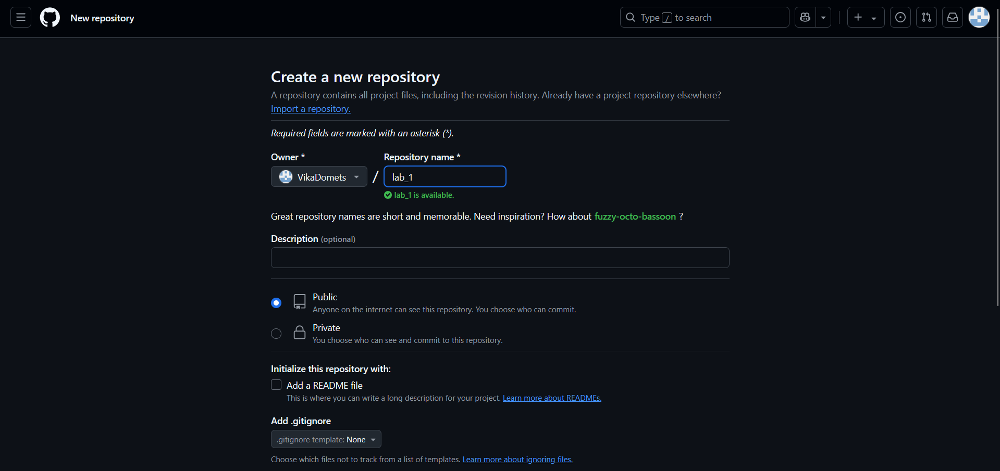 New repository
Type / to search
Create a new repository
A repository contains all project files, including the revision history. Already have a project repository elsewhere?
Import a repository.
Required fields are marked with an asterisk (*).
Owner * Repository name *
VikaDomets / lab_1
lab_1 is available.
Great repository names are short and memorable. Need inspiration? How about fuzzy-octo-bassoon ?
Description (optional)
Public
Anyone on the internet can see this repository. You choose who can commit.
Private
You choose who can see and commit to this repository.
Initialize this repository with:
Add a README file
This is where you can write a long description for your project. Learn more about READMEs.
Add .gitignore
.gitignore template: None
Choose which files not to track from a list of templates. Learn more about ignoring files.